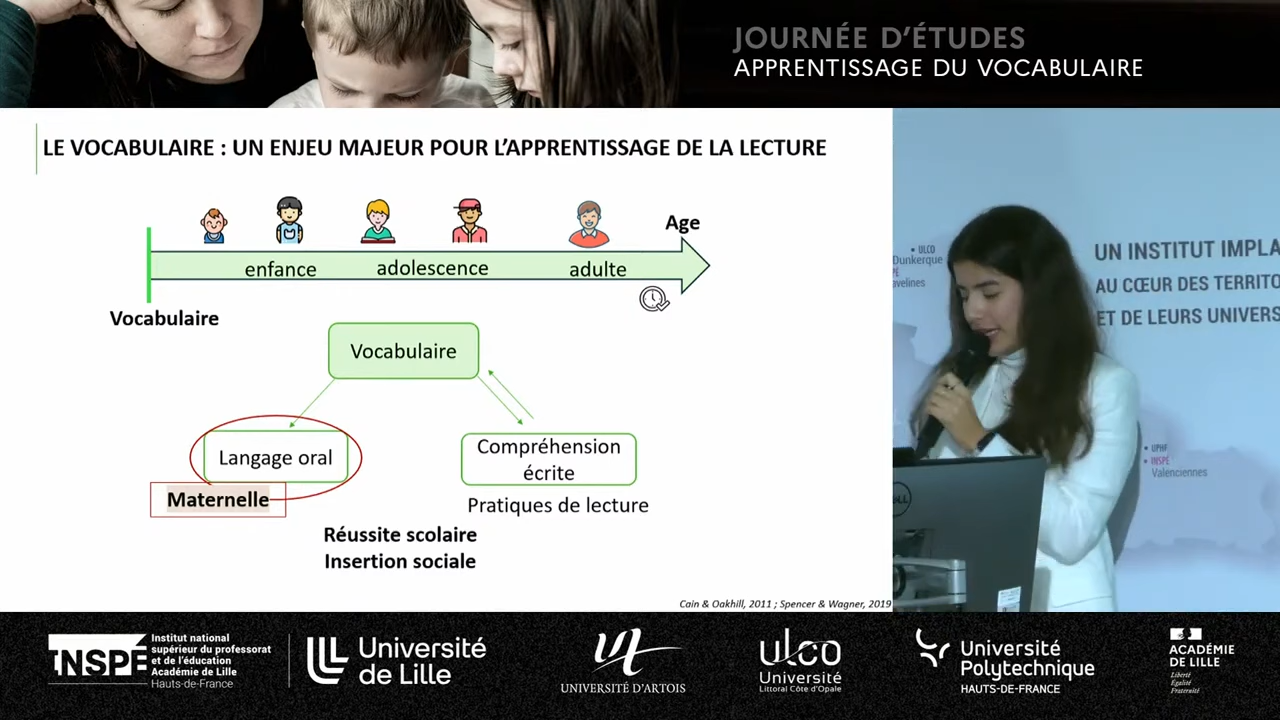 JOURNÉE D'ÉTUDES
APPRENTISSAGE DU VOCABULAIRE
LE VOCABULAIRE : UN ENJEU MAJEUR POUR L'APPRENTISSAGE DE LA LECTURE
Age
enfance
adolescence
adulte
Vocabulaire
Vocabulaire
Langage oral
Compréhension
écrite
Maternelle
Pratiques de lecture
Réussite scolaire
Insertion sociale
Cain & Oakhill, 2011 ; Spencer & Wagner, 2019
• ULCO
Dunkerque
UN INSTITUT IMPLA
AU CŒUR DES TERRITO
ET DE LEURS UNIVERS
• UPHF
• INSPÉ
Valenciennes
DELL
INSPÉ
Institut national
supérieur du professorat
et de l'éducation
Académie de Lille
Hauts-de-France
Université
de Lille
UNIVERSITÉ D'ARTOIS
ulco
Université
Littoral Côte d'Opale
Université
Polytechnique
HAUTS-DE-FRANCE
ACADÉMIE
DE LILLE
Liberté
Égalité
Fraternité